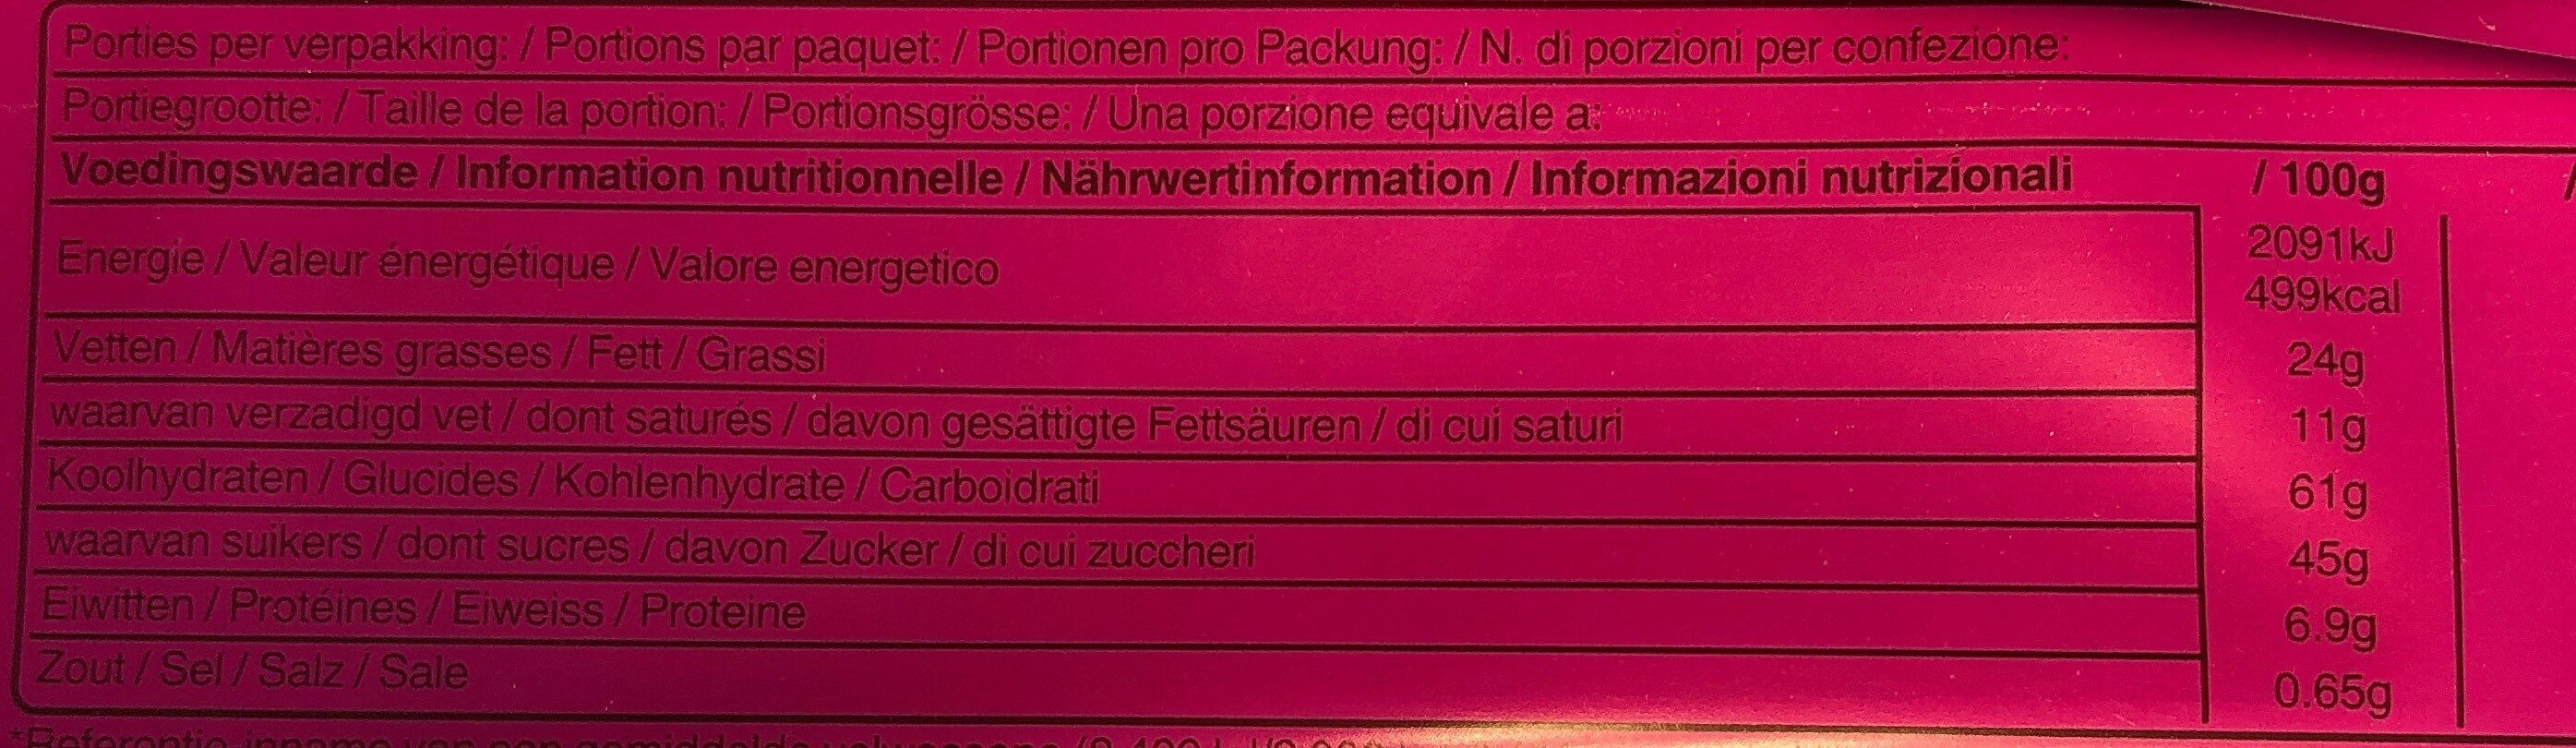 Porties per verpakking: / Portions par paquet: / Portionen pro Packung: / N. di porzioni per confezione:
Portiegrootte: / Taille de la portion: / Portionsgrösse: / Una porzione equivale a:
Voedingswaarde / Information nutritionnelle / Nährwertinformation / Informazioni nutrizionali / 100g
Energie / Valeur énergétique / Valore energetico 2091kJ
499kcal
Vetten / Matières grasses / Fett / Grassi 24g
waarvan verzadigd vet / dont saturés / davon gesättigte Fettsäuren / di cui saturi 11g
Koolhydraten / Glucides / Kohlenhydrate / Carboidrati 61g
waarvan suikers / dont sucres / davon Zucker / di cui zuccheri 45g
Eiwitten / Protéines / Eiweiss / Proteine 6.9g
Zout / Sel / Salz / Sale 0.65g